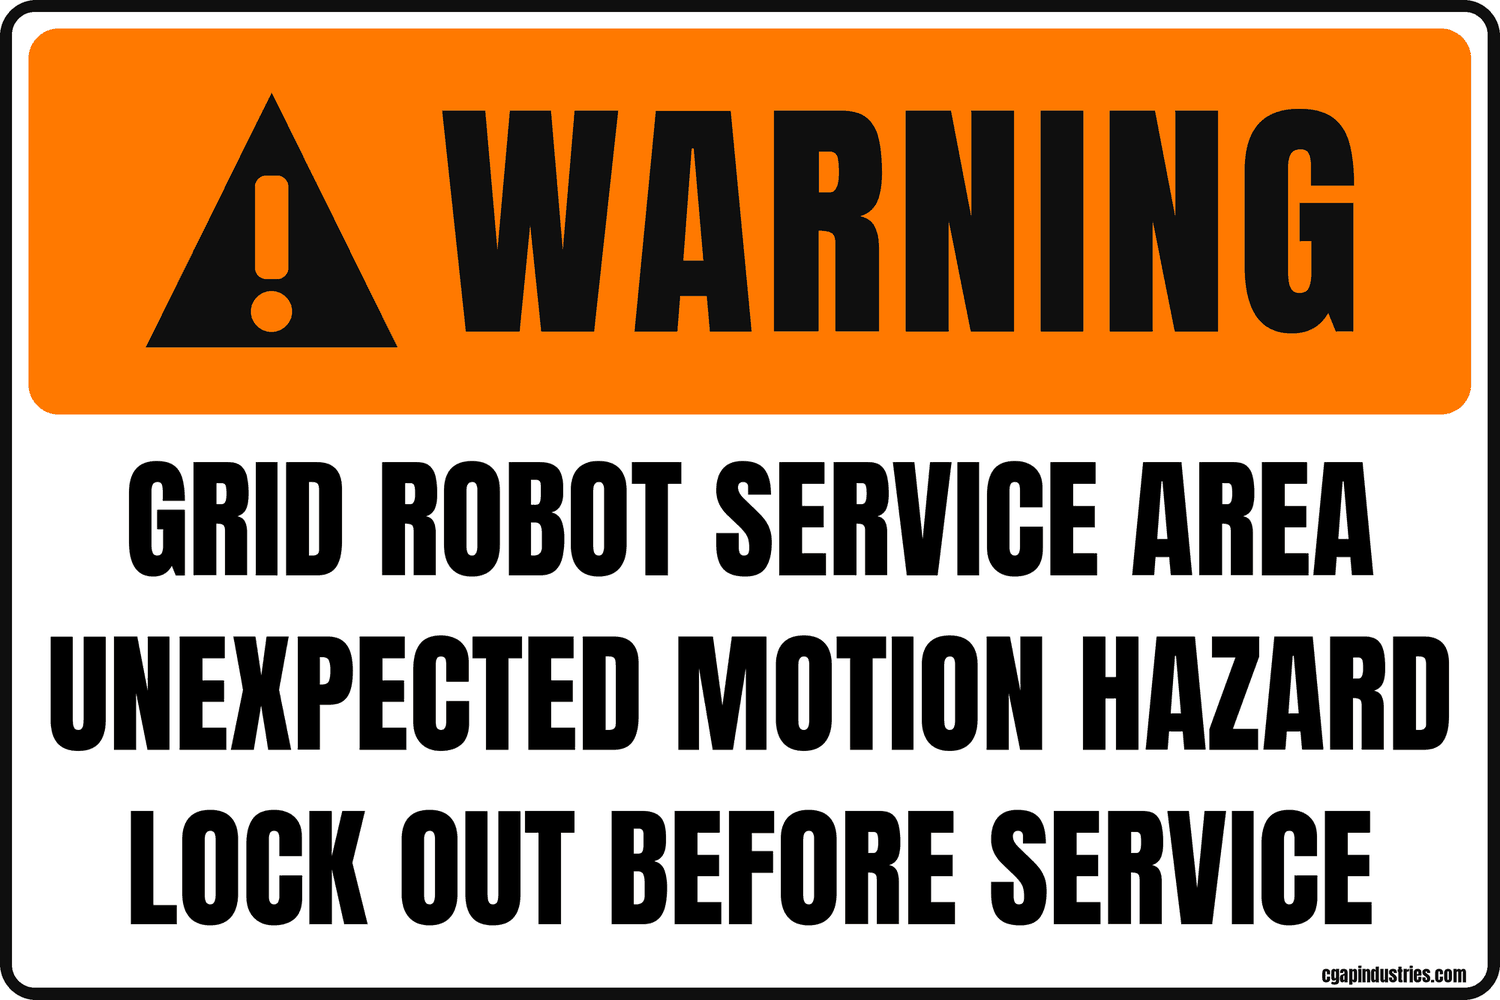 WARNING
GRID ROBOT SERVICE AREA
UNEXPECTED MOTION HAZARD
LOCK OUT BEFORE SERVICE
cgapindustries.com